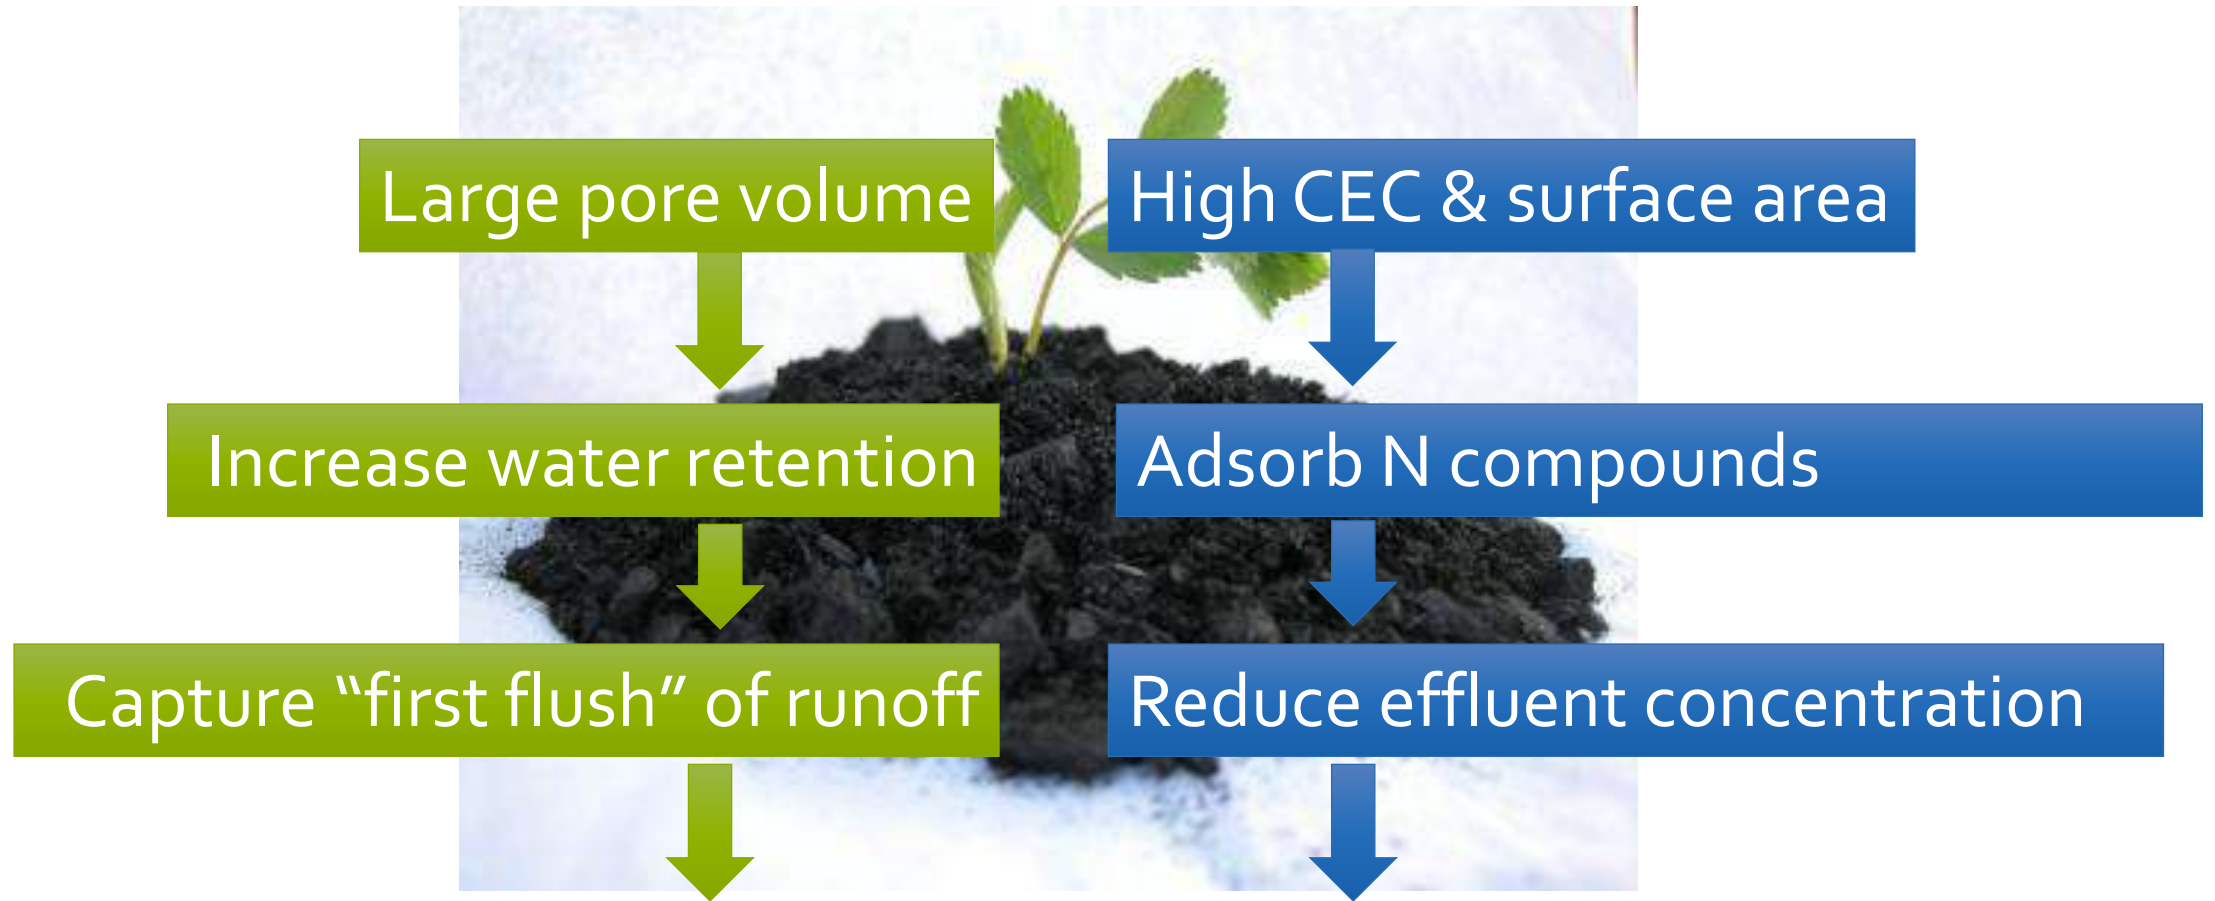 Large pore volume
High CEC & surface area
Increase water retention
Adsorb N compounds
Capture “first flush” of runoff
Reduce effluent concentration